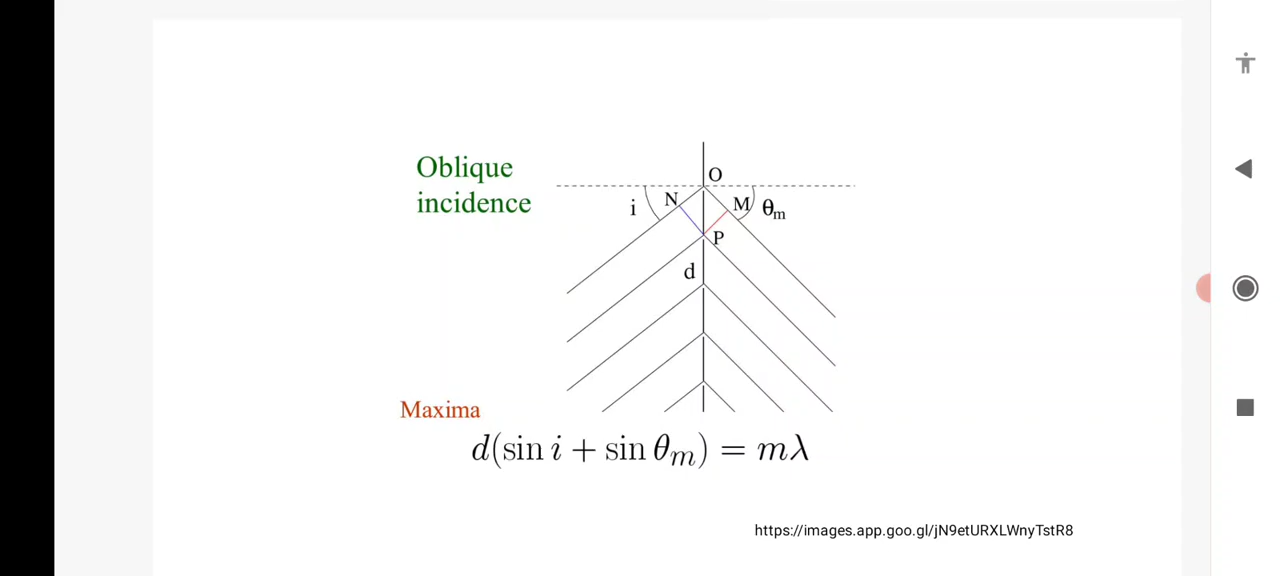 Oblique
incidence
O
N
M
i
θm
P
d
Maxima
d(sin i + sin θm) = mλ
https://images.app.goo.gl/jN9etURXLWnyTstR8